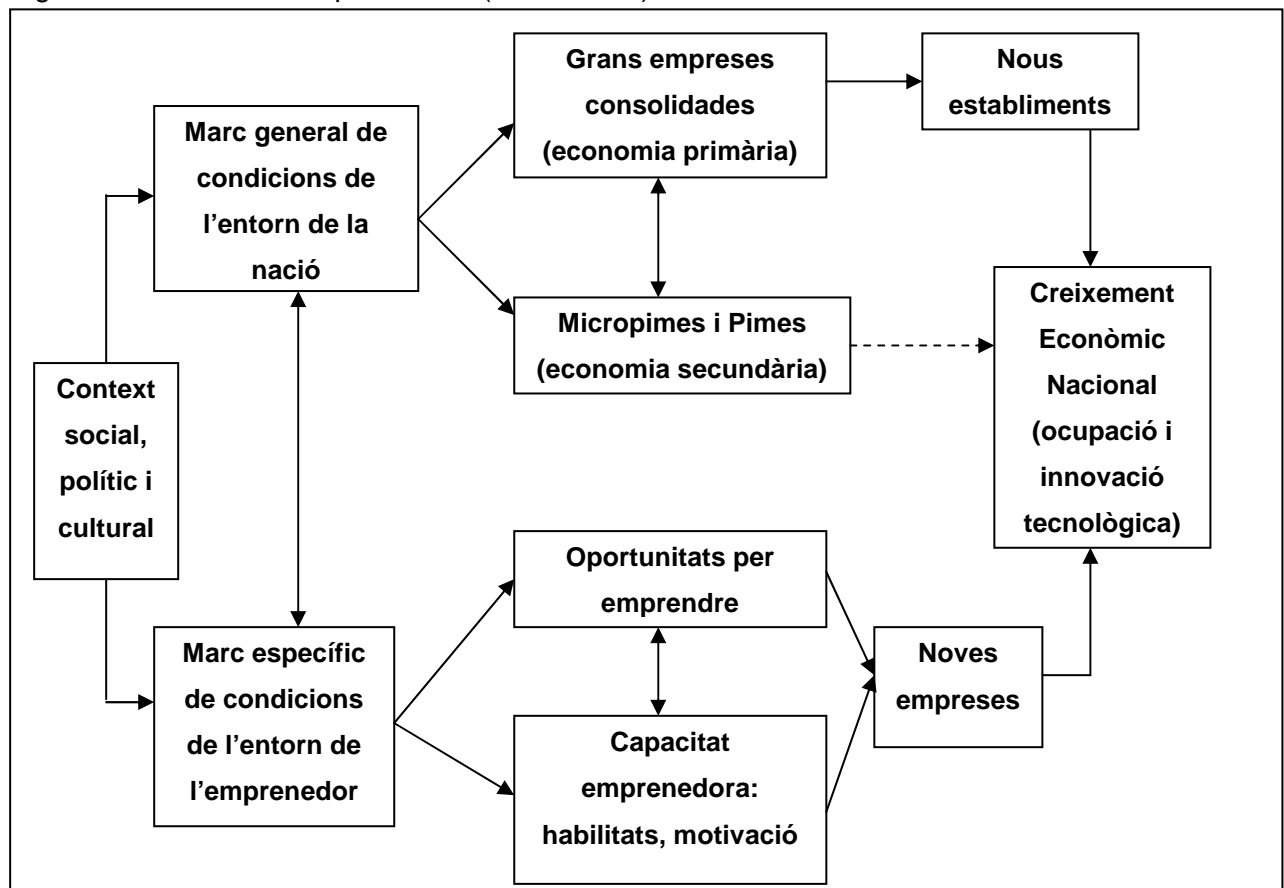 Grans empreses
consolidades
(economia primària)
Nous
establiments
Marc general de
condicions de
l'entorn de la
nació
Micropimes i Pimes
(economia secundària)
Creixement
Econòmic
Nacional
(ocupació i
innovació
tecnològica)
Context
social,
polític i
cultural
Oportunitats per
emprendre
Marc específic
de condicions
de l'entorn de
l'emprenedor
Noves
empreses
Capacitat
emprenedora:
habilitats, motivació